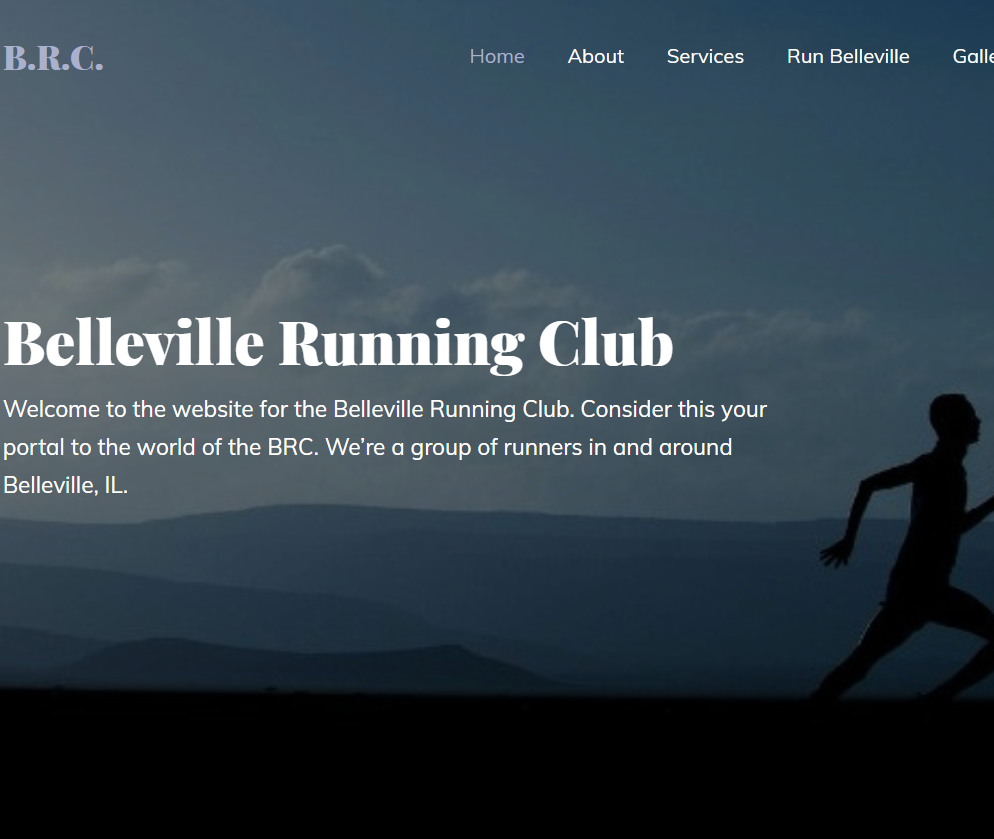 B.R.C.
Home About Services Run Belleville Galle
Belleville Running Club
Welcome to the website for the Belleville Running Club. Consider this your
portal to the world of the BRC. We’re a group of runners in and around
Belleville, IL.